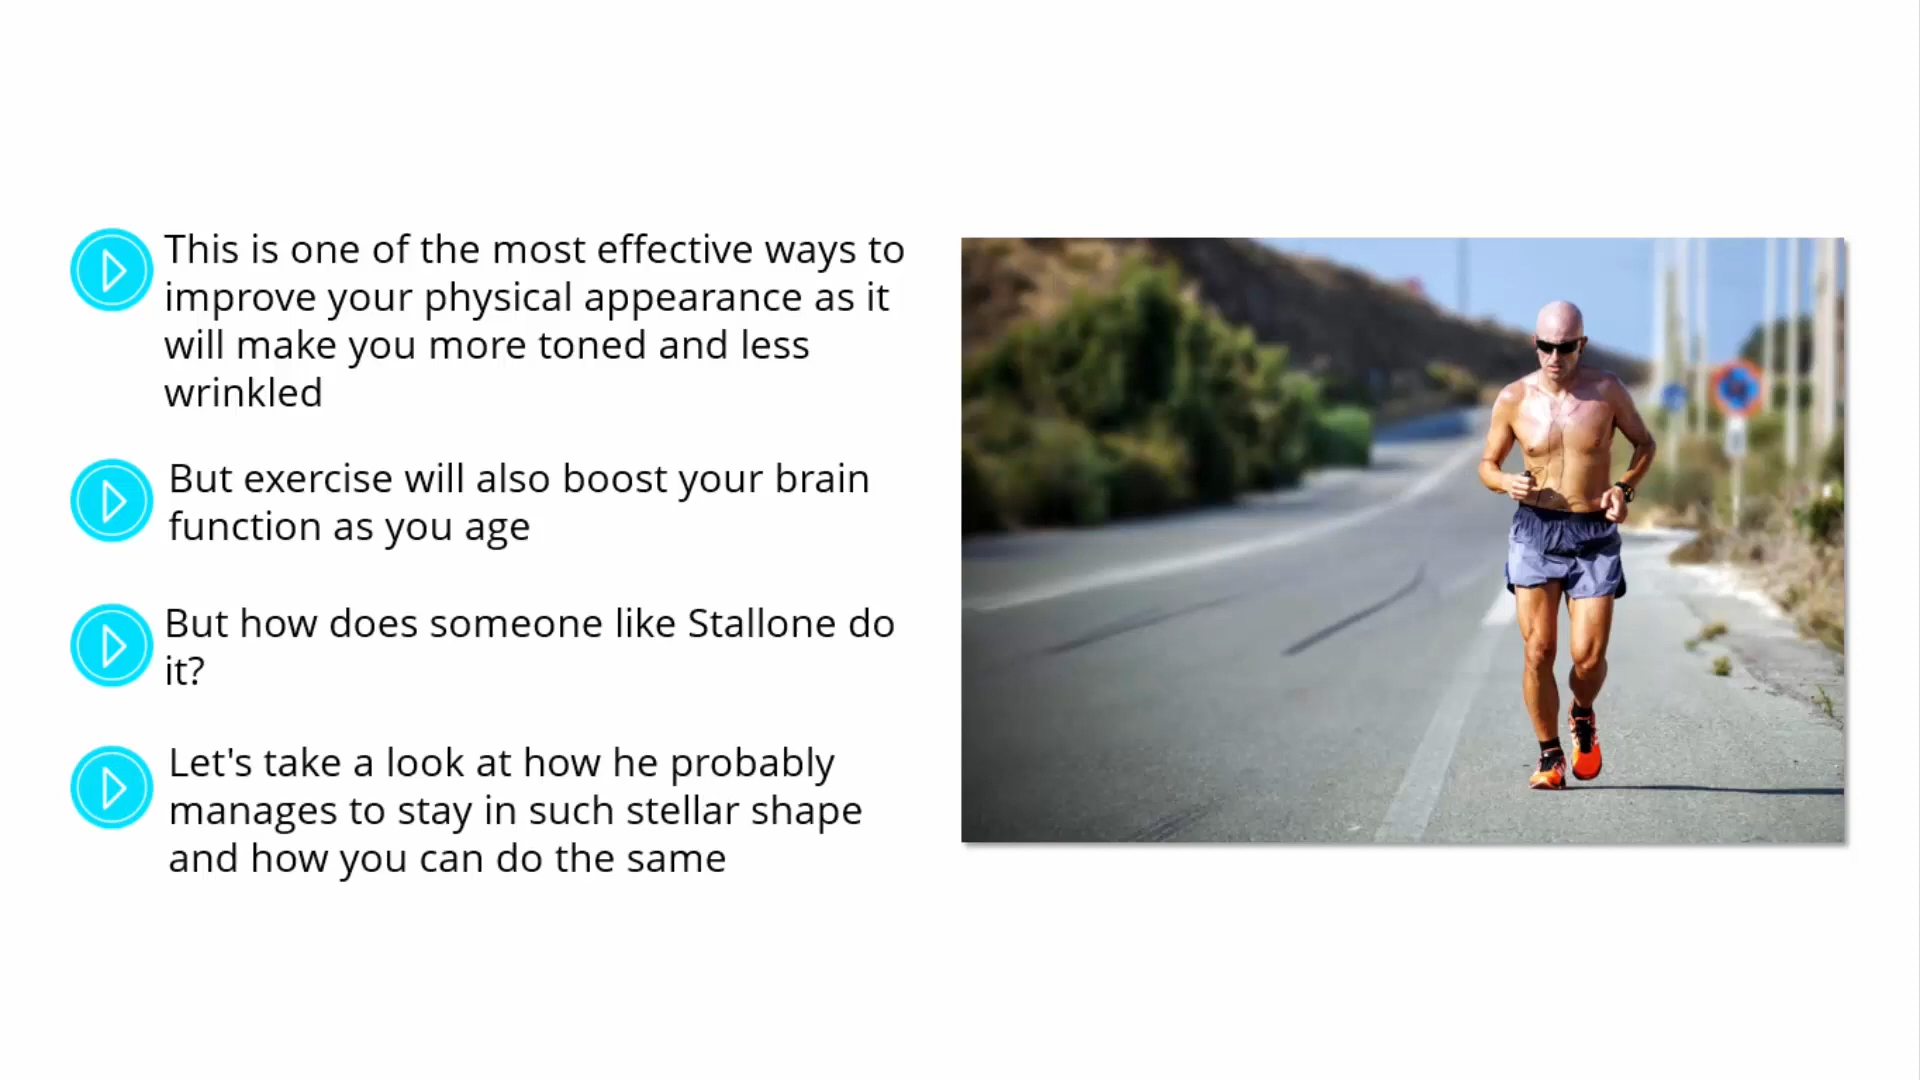 This is one of the most effective ways to
improve your physical appearance as it
will make you more toned and less
wrinkled
But exercise will also boost your brain
function as you age
But how does someone like Stallone do
it?
Let's take a look at how he probably
manages to stay in such stellar shape
and how you can do the same